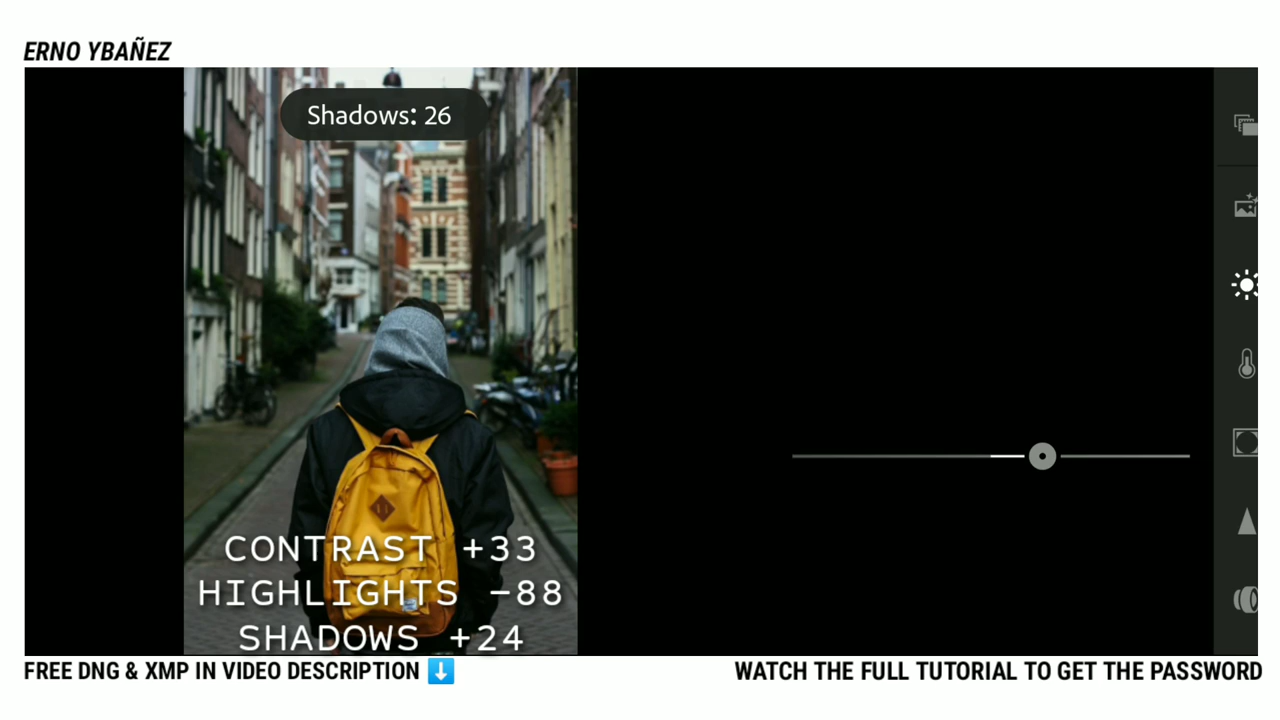 ERNO YBAÑEZ
Shadows: 26
CONTRAST +33
HIGHLIGHTS -88
SHADOWS +24
FREE DNG & XMP IN VIDEO DESCRIPTION ⬇️
WATCH THE FULL TUTORIAL TO GET THE PASSWORD